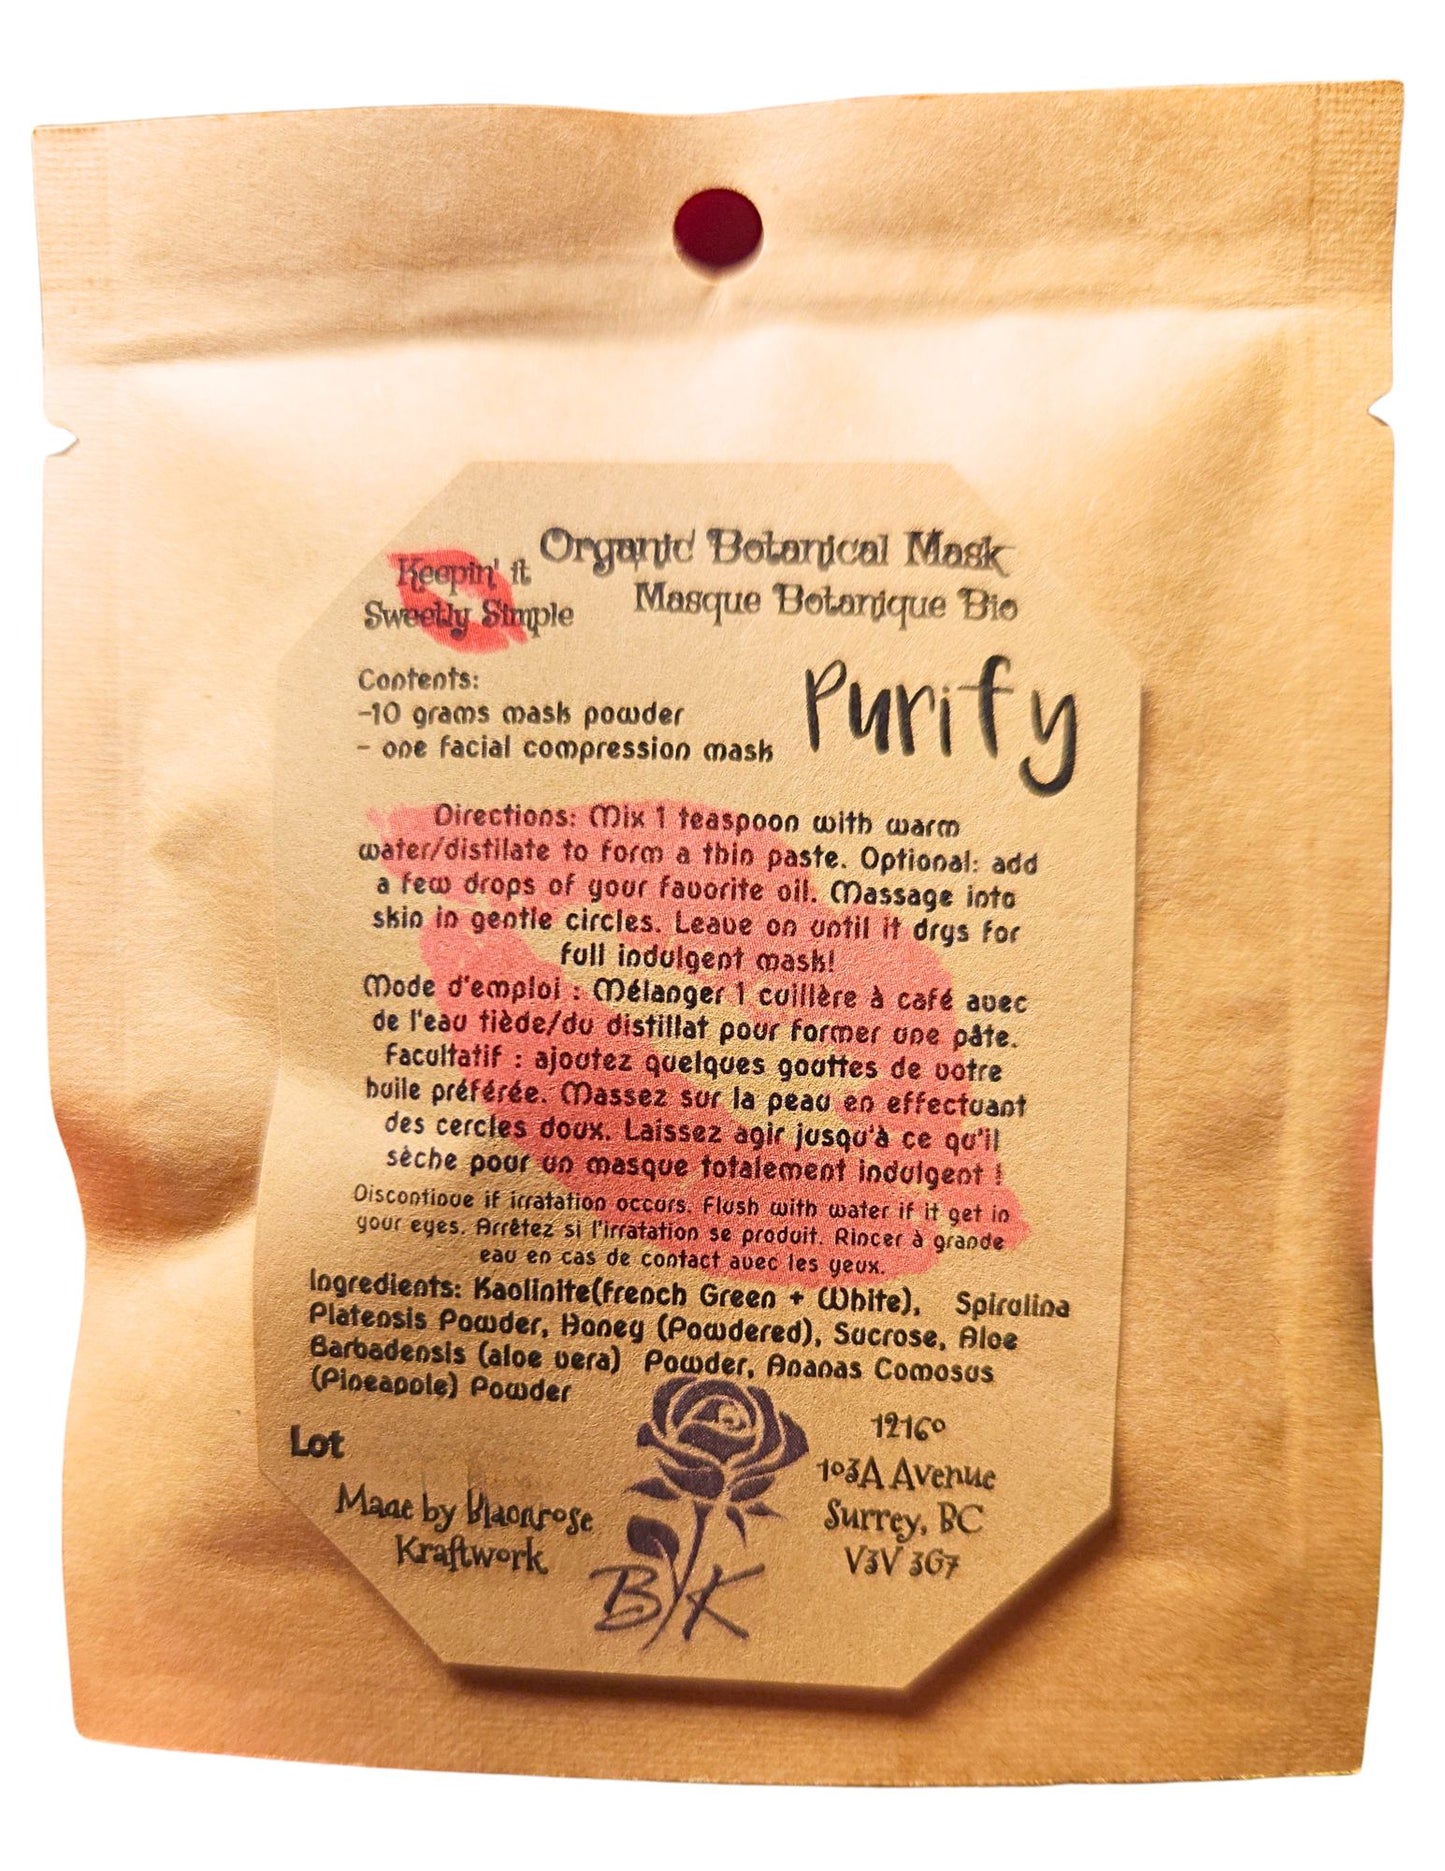 Organic Botanical Mask
Masque Botanique Bio
Keepin' it
Sweetly Simple
Purify
Contents:
-10 grams mask powder
- one facial compression mask
Directions: Mix 1 teaspoon with warm
water/distilate to form a thin paste. Optional: add
a few drops of your favorite oil. Massage into
skin in gentle circles. Leave on until it drys for
full indulgent mask!
Mode d'emploi : Mélanger 1 cuillère à café avec
de l'eau tiède/du distillat pour former une pâte.
Facultatif : ajoutez quelques gouttes de votre
huile préférée. Massez sur la peau en effectuant
des cercles doux. Laissez agir jusqu'à ce qu'il
sèche pour un masque totalement indulgent !
Discontinue if irratation occurs. Flush with water if it get in
your eyes. Arrêtez si l'irratation se produit. Rincer à grande
eau en cas de contact avec les yeux.
Ingredients: Kaolinite(French Green + White), Spirulina
Platensis Powder, Honey (Powdered), Sucrose, Aloe
Barbadensis (aloe vera) Powder, Ananas Comosus
(Pineapple) Powder
Lot
Made by Blackrose
Kraftwork
B K
12160
103A Avenue
Surrey, BC
V3V 3G7